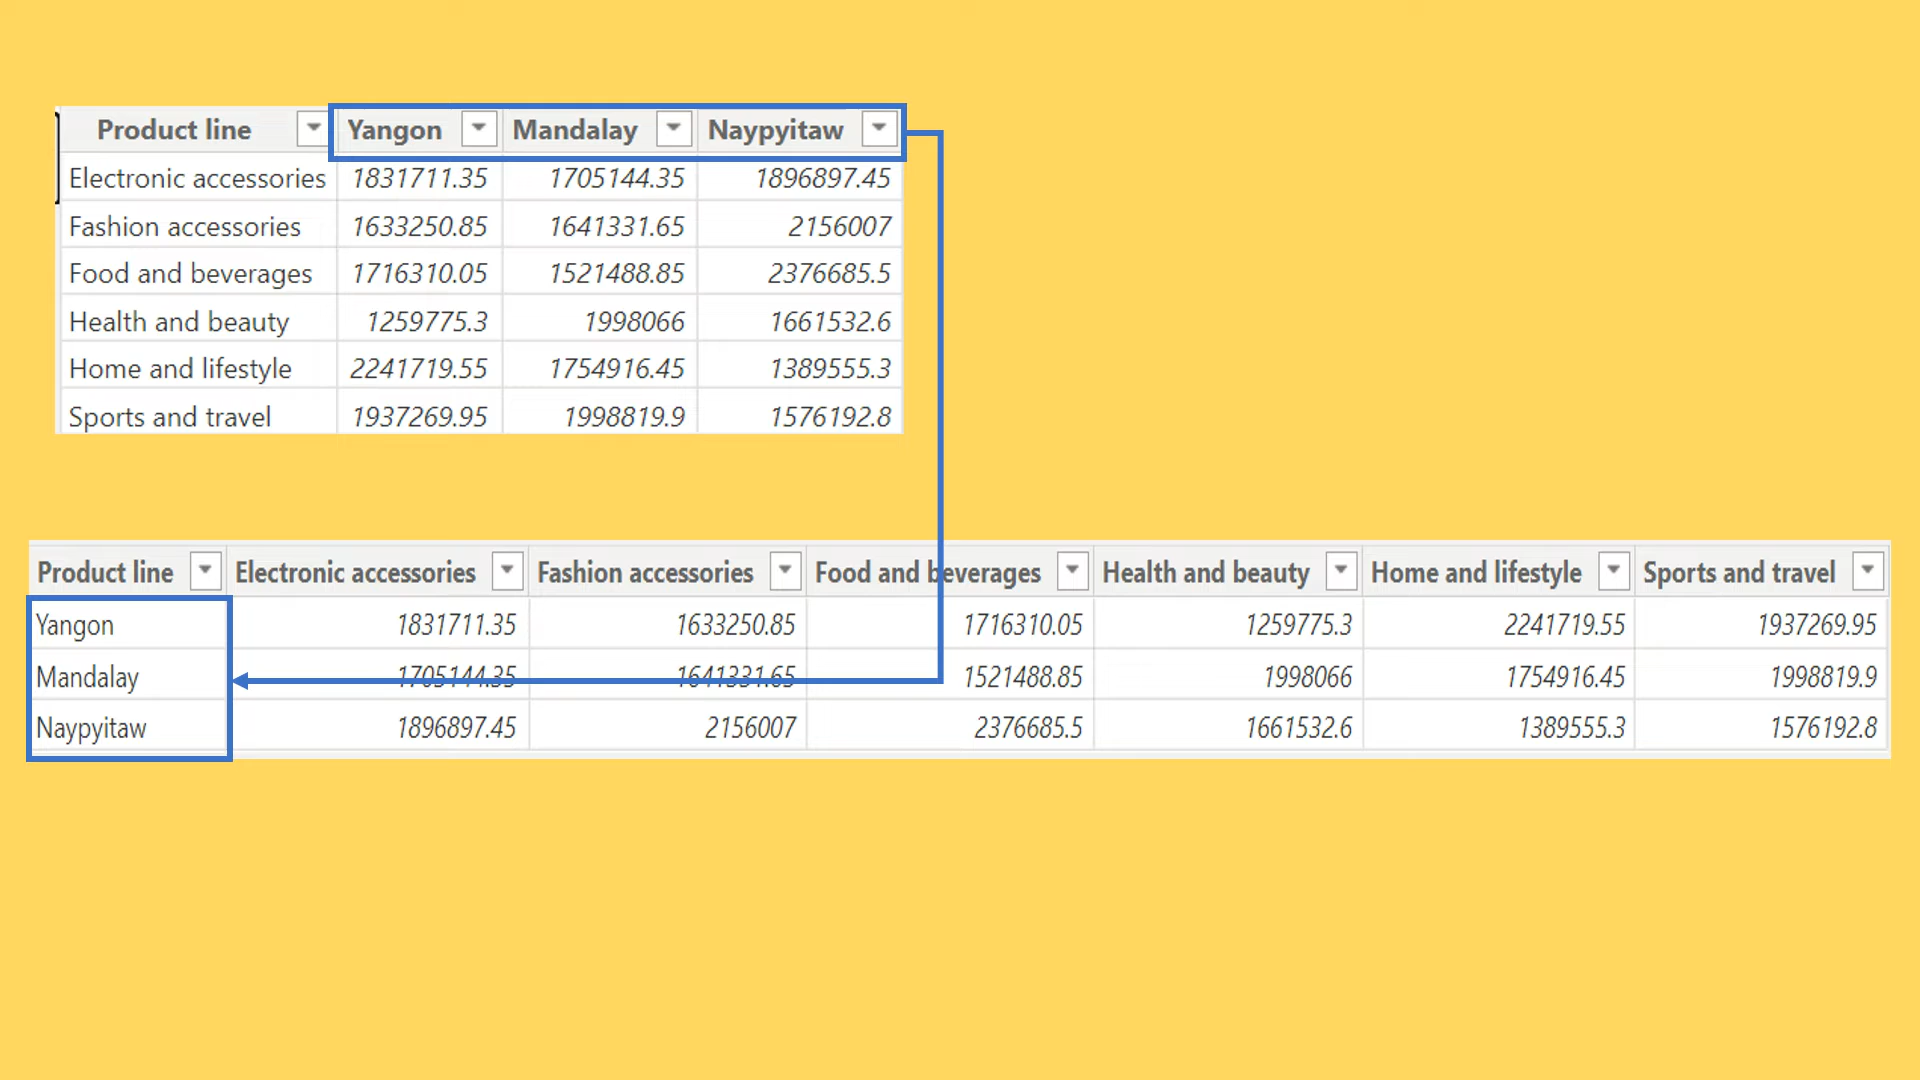 Product line Yangon Mandalay Naypyitaw
Electronic accessories 1831711.35 1705144.35 1896897.45
Fashion accessories 1633250.85 1641331.65 2156007
Food and beverages 1716310.05 1521488.85 2376685.5
Health and beauty 1259775.3 1998066 1661532.6
Home and lifestyle 2241719.55 1754916.45 1389555.3
Sports and travel 1937269.95 1998819.9 1576192.8
Product line Electronic accessories Fashion accessories Food and beverages Health and beauty Home and lifestyle Sports and travel
Yangon 1831711.35 1633250.85 1716310.05 1259775.3 2241719.55 1937269.95
Mandalay 1705144.35 1641331.65 1521488.85 1998066 1754916.45 1998819.9
Naypyitaw 1896897.45 2156007 2376685.5 1661532.6 1389555.3 1576192.8